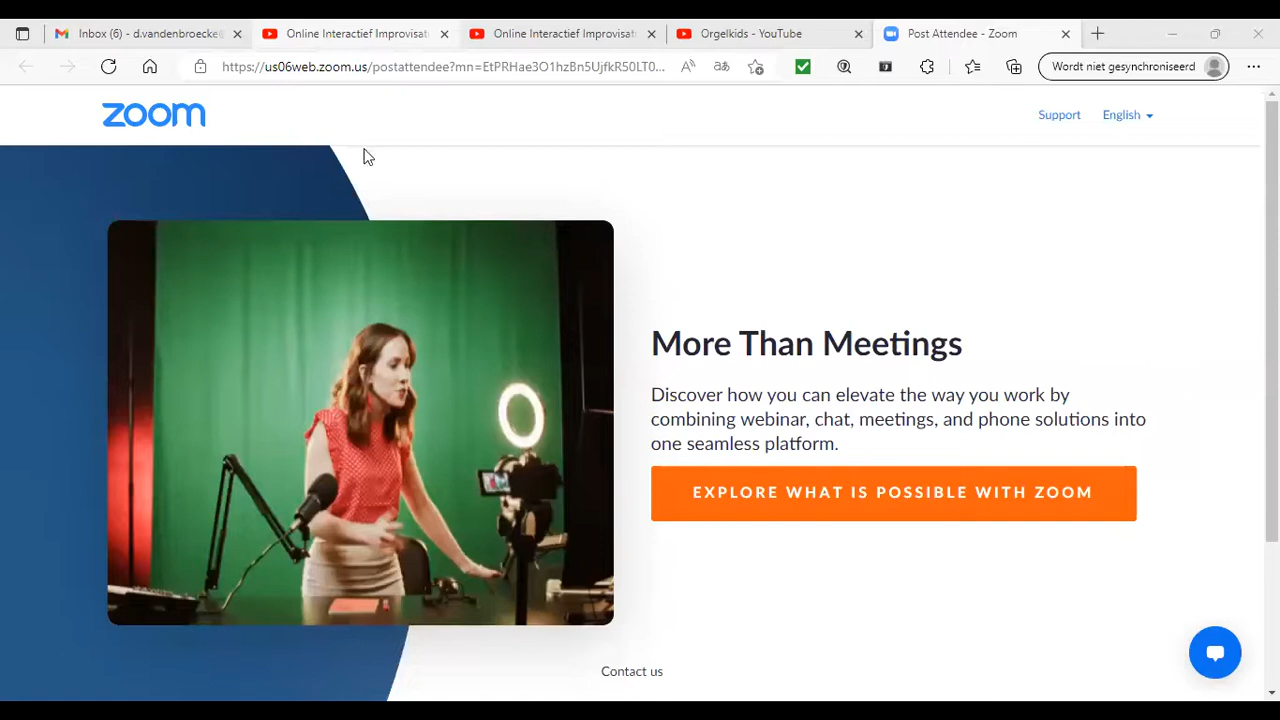 Inbox (6) - d.vandenbroecke@
Online Interactief Improvisat
Online Interactief Improvisat
Orgelkids - YouTube
Post Attendee - Zoom
https://us06web.zoom.us/postattendee?mn=EtPRHae3O1hzBn5UjfkR50LT0...
Wordt niet gesynchroniseerd
zoom
Support
English
More Than Meetings
Discover how you can elevate the way you work by
combining webinar, chat, meetings, and phone solutions into
one seamless platform.
EXPLORE WHAT IS POSSIBLE WITH ZOOM
Contact us